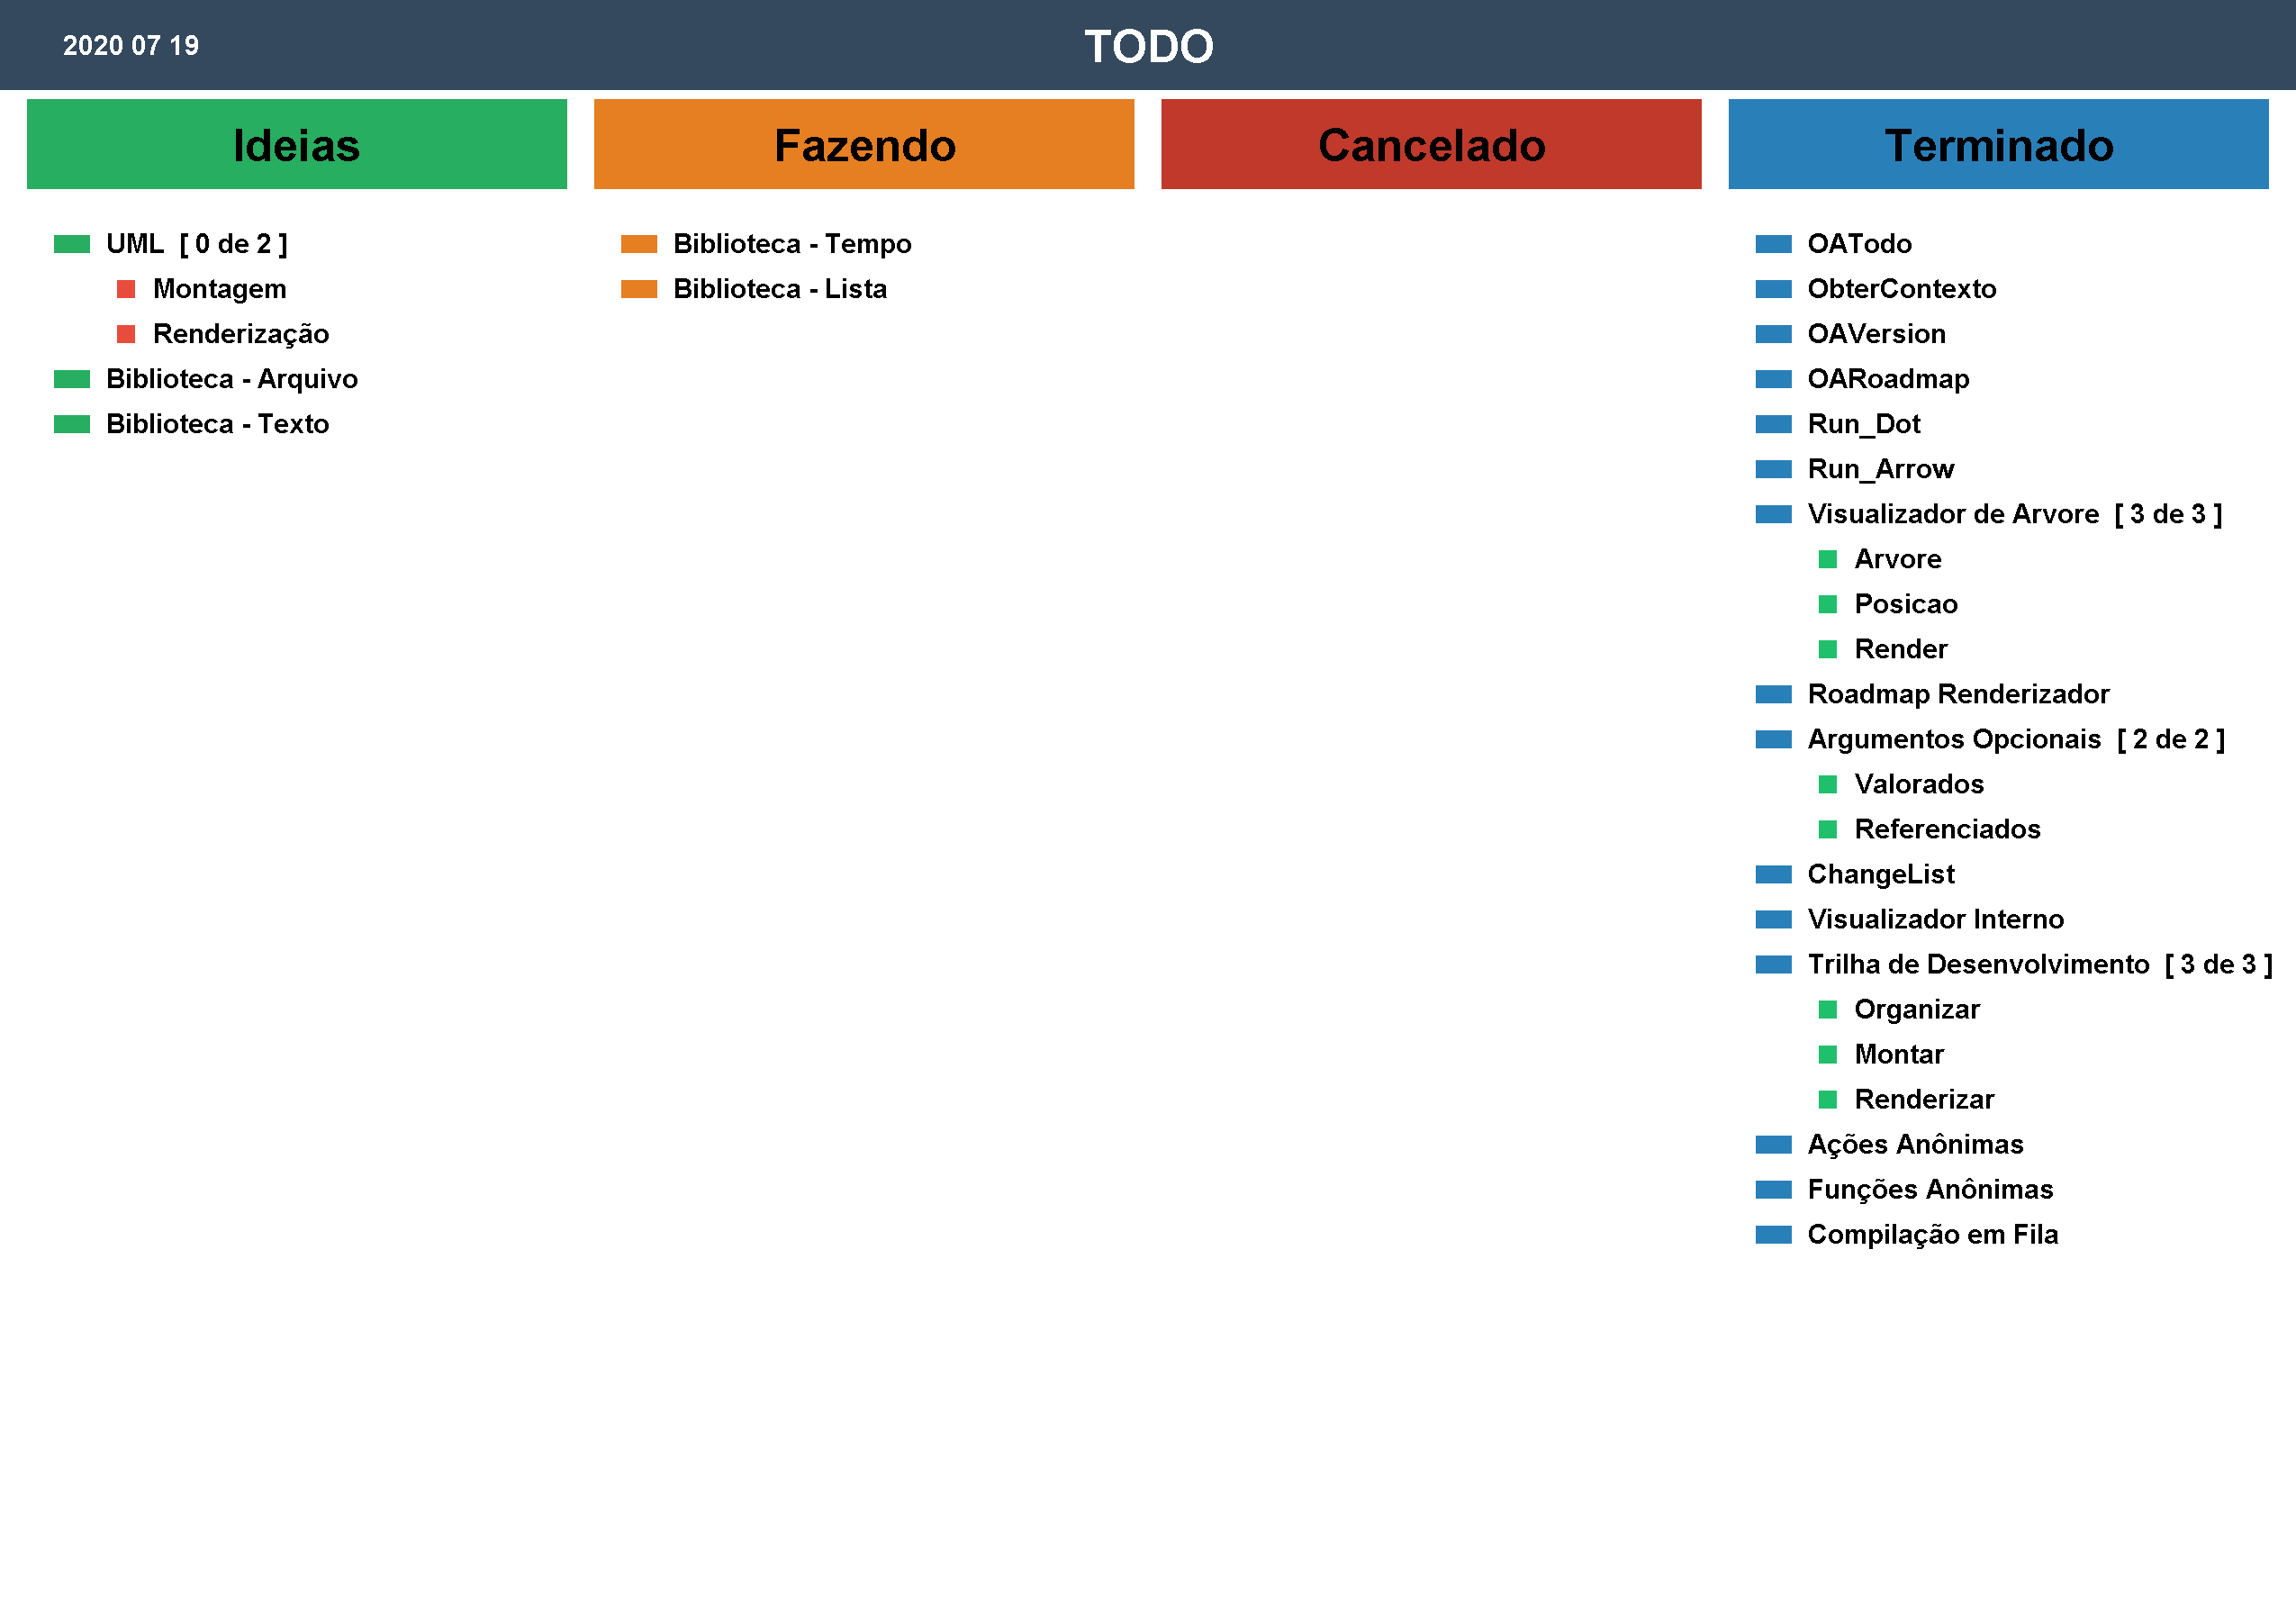 2020 07 19
TODO
Ideias
Fazendo
Cancelado
Terminado
UML [ 0 de 2 ]
Montagem
Renderização
Biblioteca - Arquivo
Biblioteca - Texto
Biblioteca - Tempo
Biblioteca - Lista
OATodo
ObterContexto
OAVersion
OARoadmap
Run_Dot
Run_Arrow
Visualizador de Arvore [ 3 de 3 ]
Arvore
Posicao
Render
Roadmap Renderizador
Argumentos Opcionais [ 2 de 2 ]
Valorados
Referenciados
ChangeList
Visualizador Interno
Trilha de Desenvolvimento [ 3 de 3 ]
Organizar
Montar
Renderizar
Ações Anônimas
Funções Anônimas
Compilação em Fila